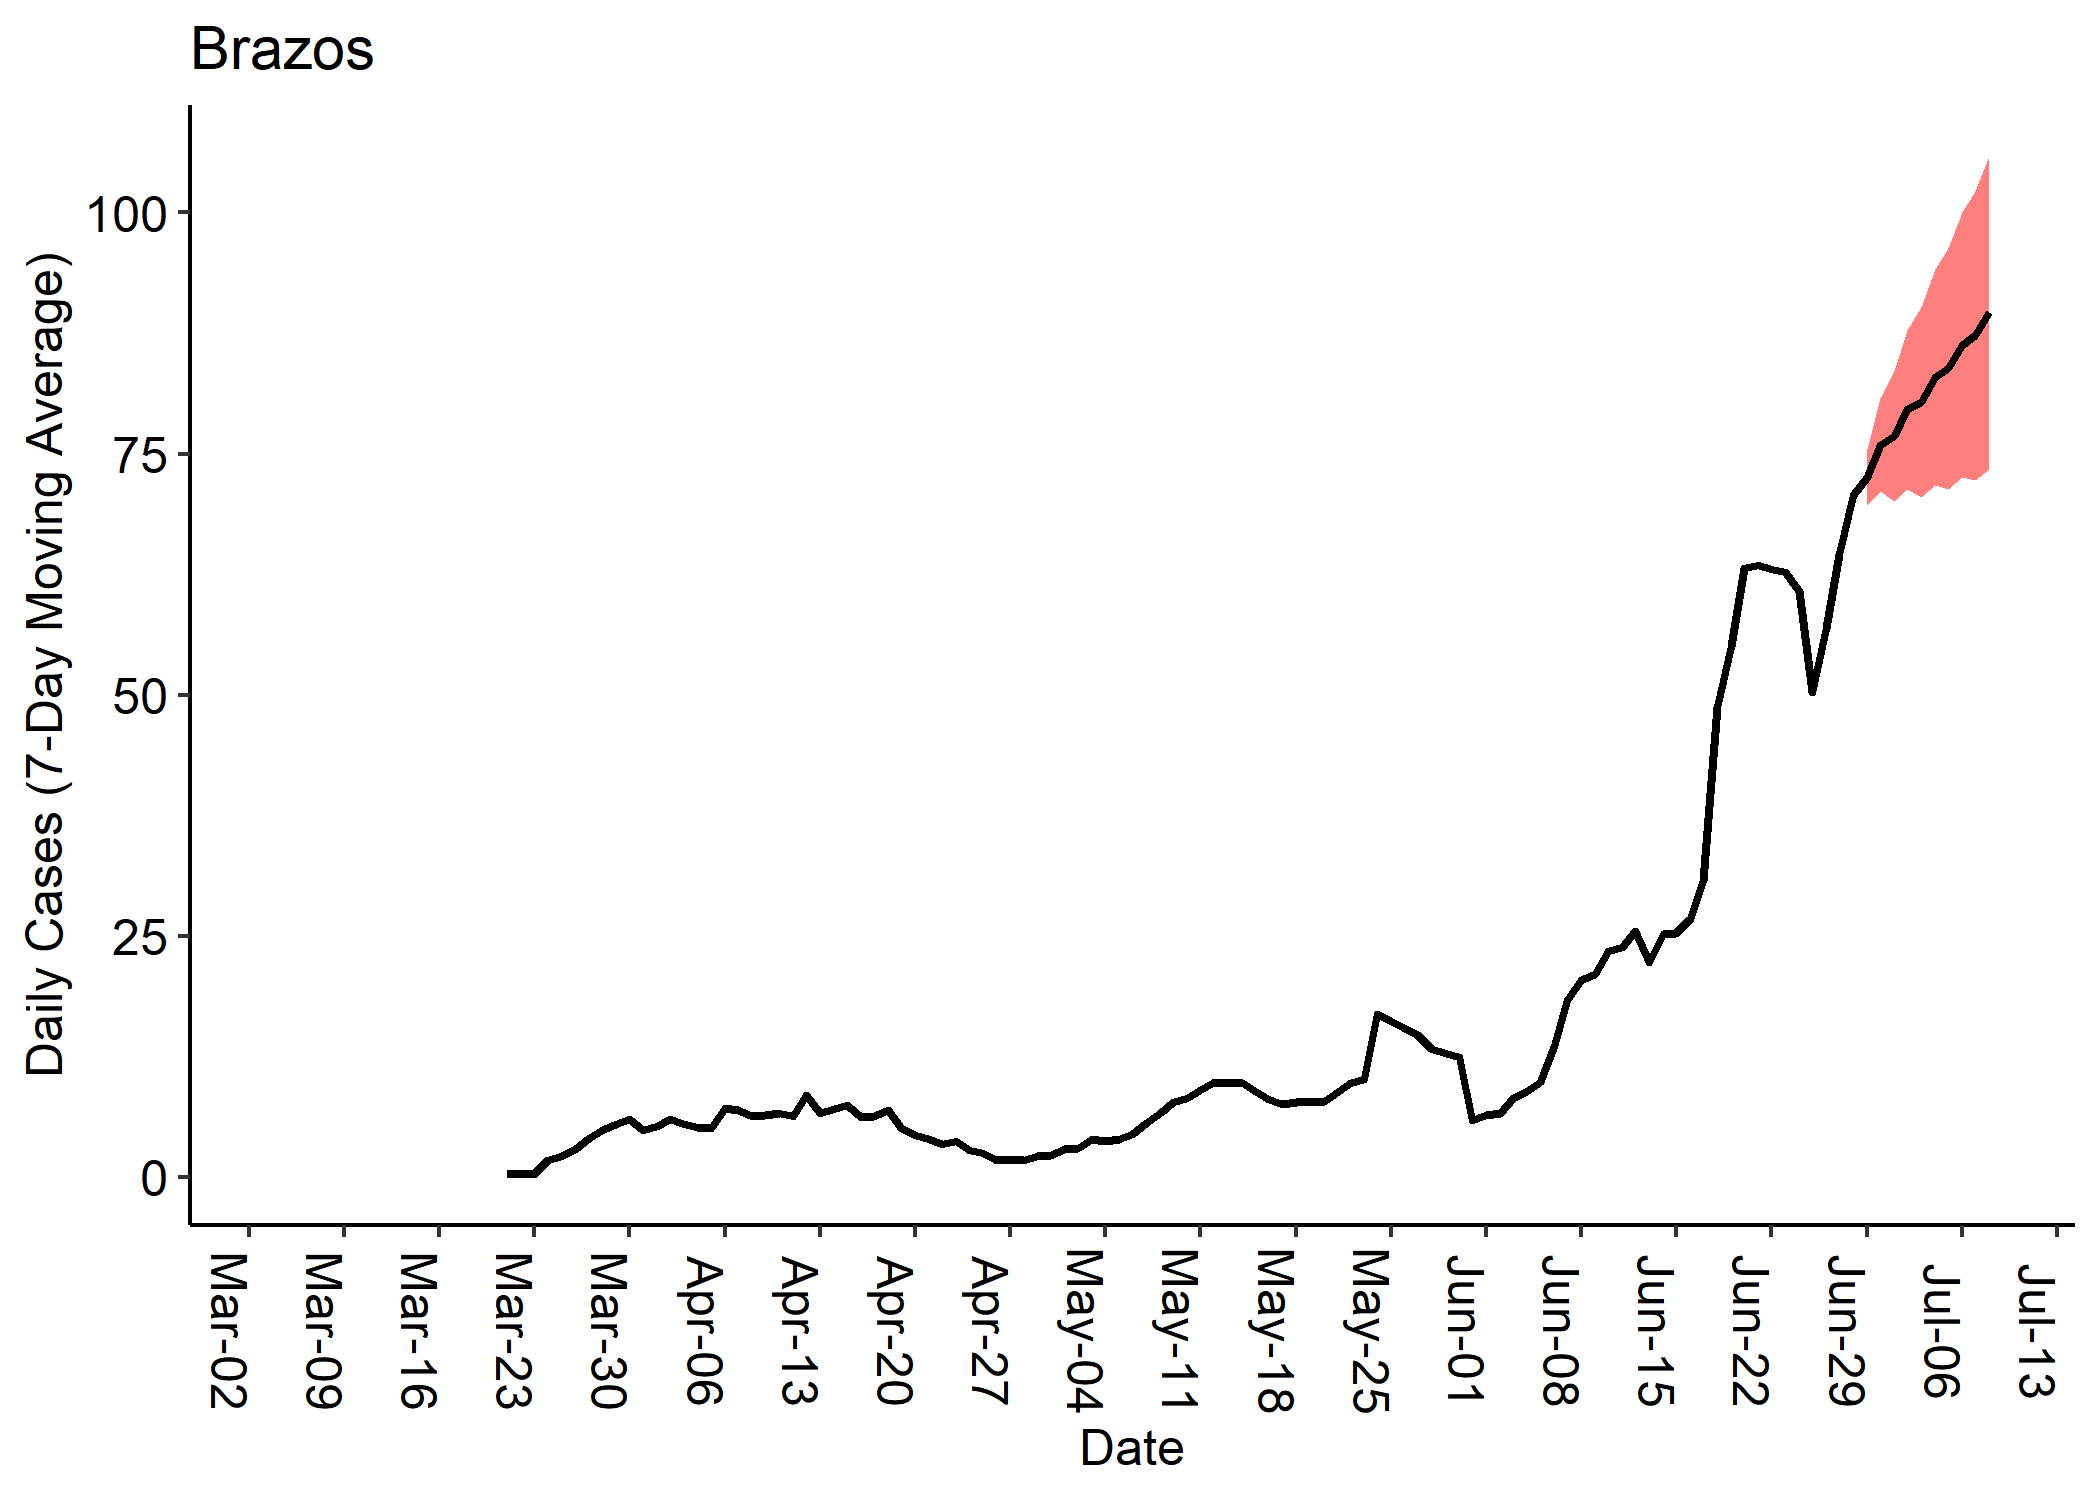 Brazos
Daily Cases (7-Day Moving Average)
100
75
50
25
0
Mar-02
Mar-09
Mar-16
Mar-23
Mar-30
Apr-06
Apr-13
Apr-20
Apr-27
May-04
May-11
May-18
May-25
Jun-01
Jun-08
Jun-15
Jun-22
Jun-29
Jul-06
Jul-13
Date